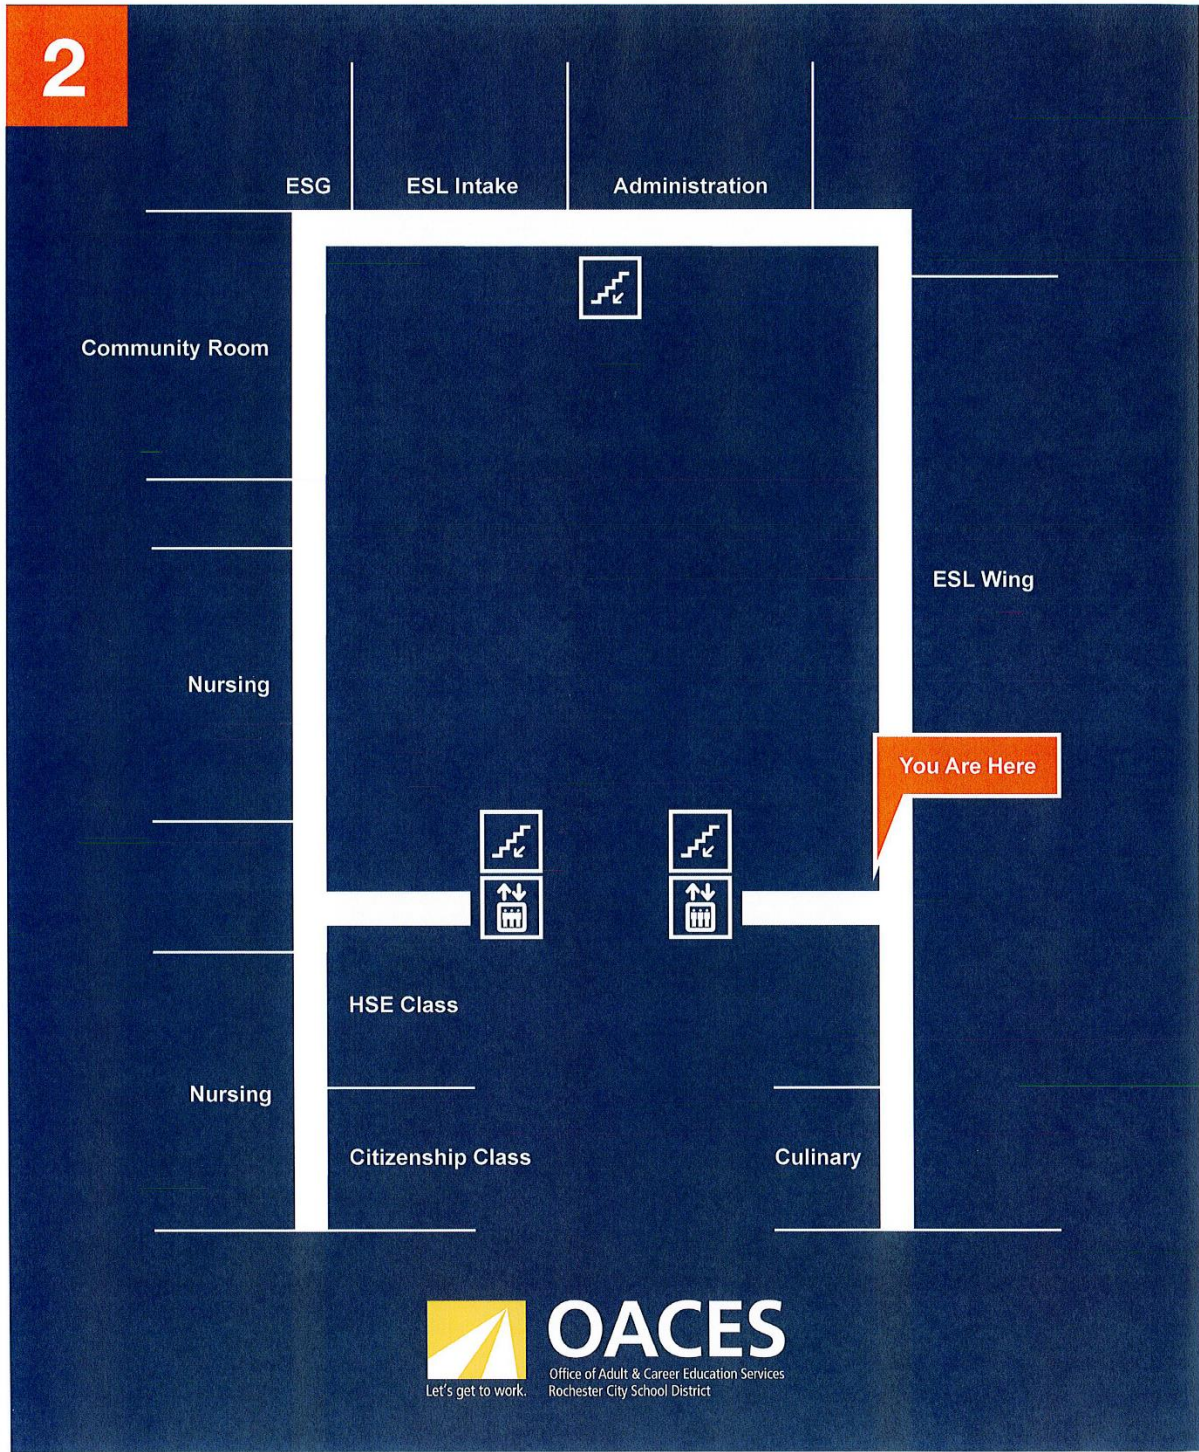 2
ESG
ESL Intake
Administration
Community Room
ESL Wing
Nursing
You Are Here
HSE Class
Nursing
Citizenship Class
Culinary
OACES
Office of Adult & Career Education Services
Let's get to work.
Rochester City School District